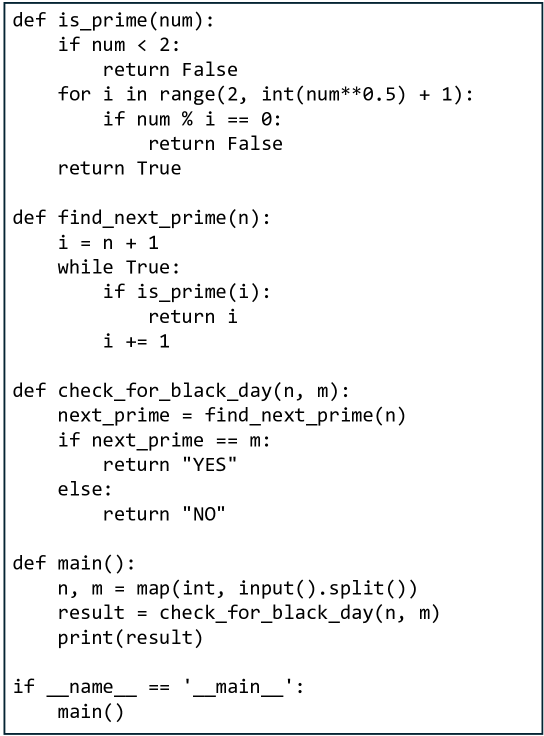 def is_prime(num):
    if num < 2:
        return False
    for i in range(2, int(num**0.5) + 1):
        if num % i == 0:
            return False
    return True

def find_next_prime(n):
    i = n + 1
    while True:
        if is_prime(i):
            return i
        i += 1

def check_for_black_day(n, m):
    next_prime = find_next_prime(n)
    if next_prime == m:
        return "YES"
    else:
        return "NO"

def main():
    n, m = map(int, input().split())
    result = check_for_black_day(n, m)
    print(result)

if __name__ == '__main__':
    main()